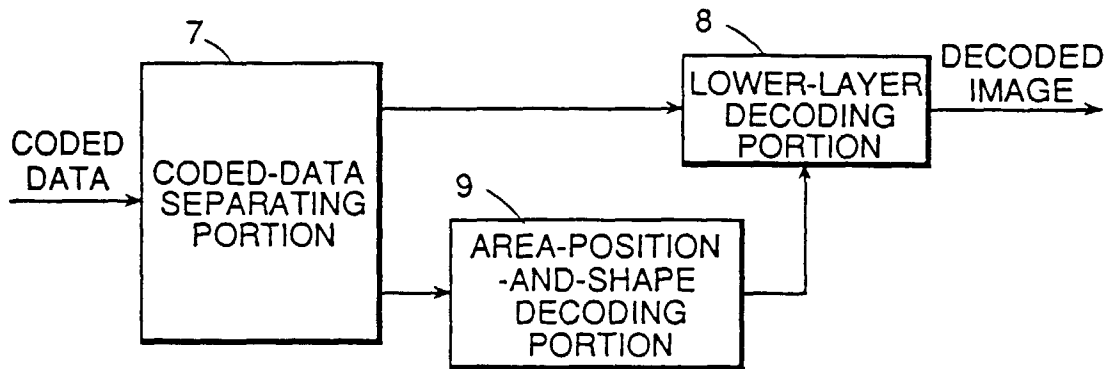 7
8
CODED
DATA
CODED-DATA
SEPARATING
PORTION
LOWER-LAYER
DECODING
PORTION
DECODED
IMAGE
9
AREA-POSITION
-AND-SHAPE
DECODING
PORTION